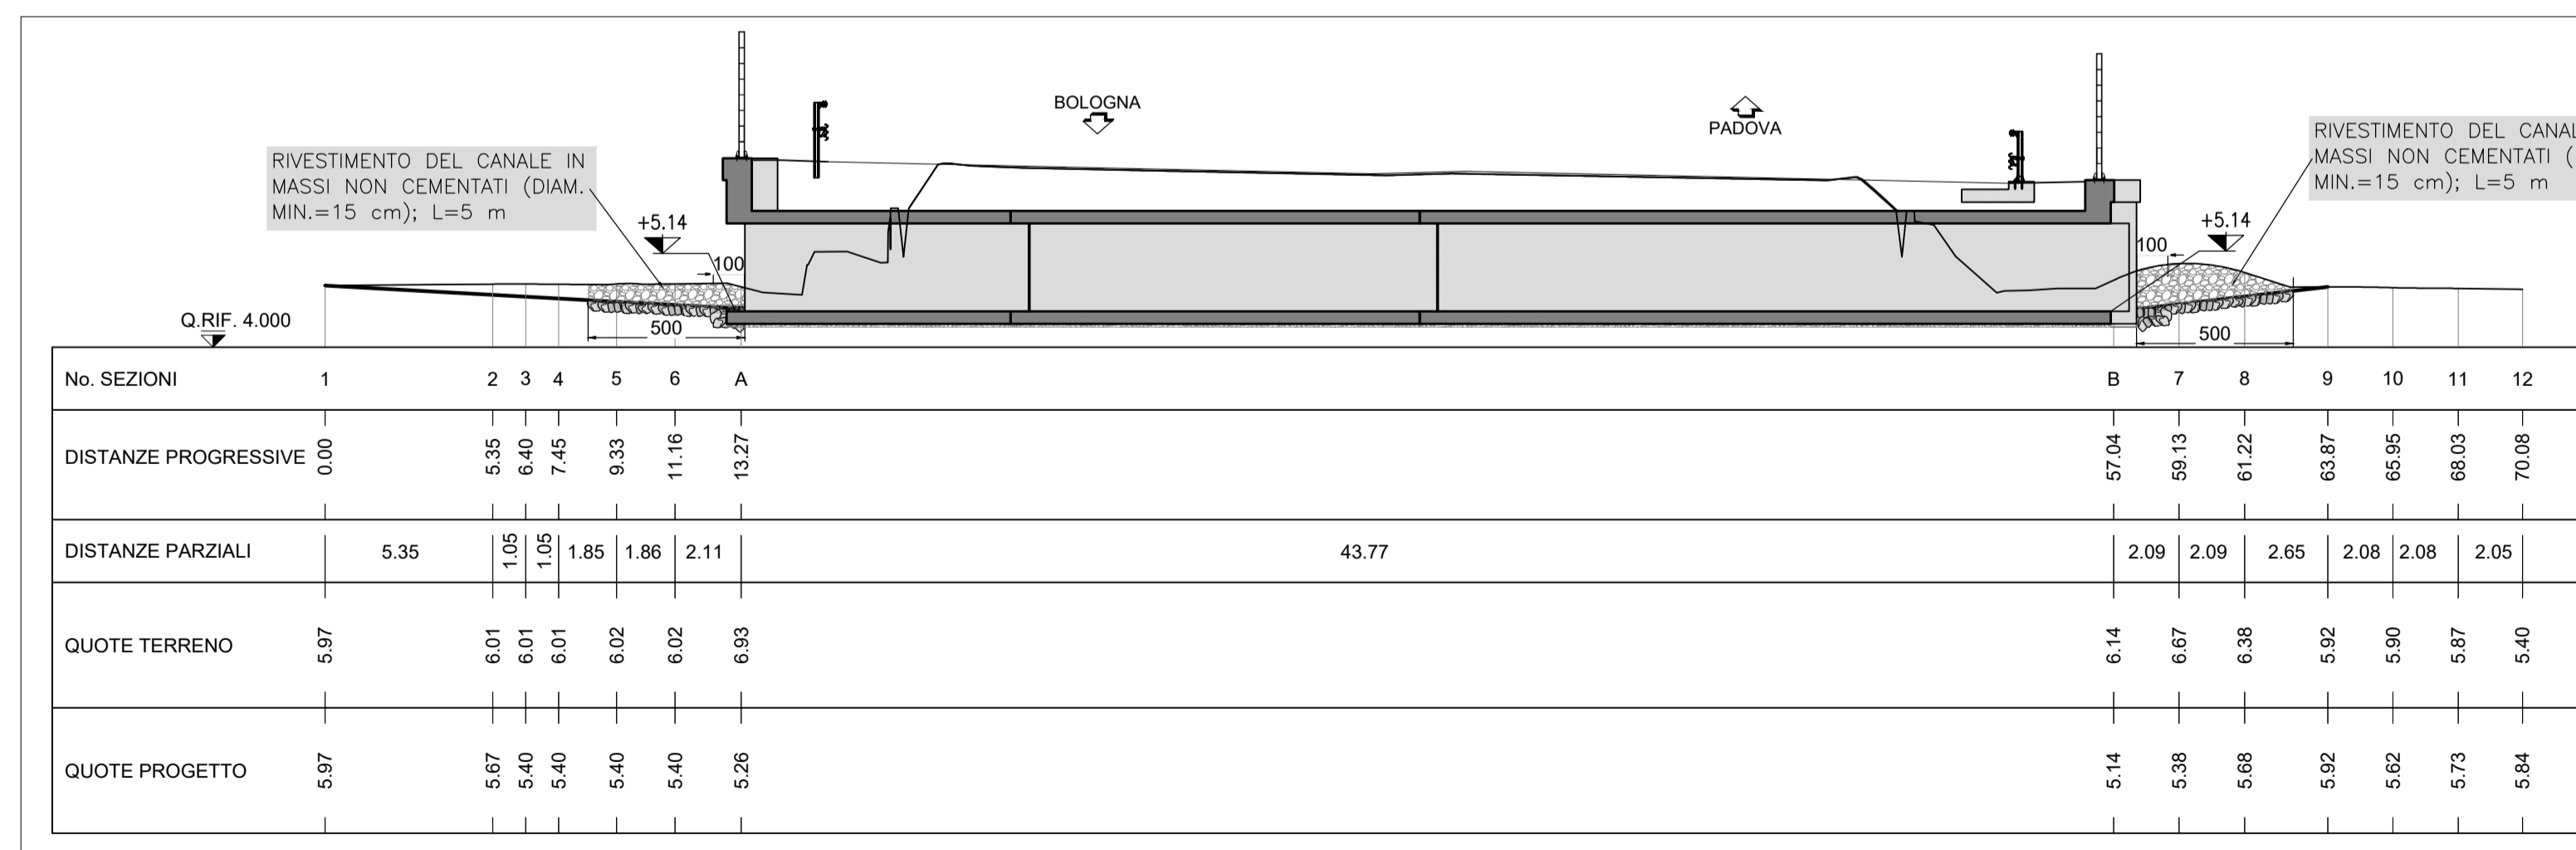 BOLOGNA
PADOVA
RIVESTIMENTO DEL CANALE IN
MASSI NON CEMENTATI (DIAM.
MIN.=15 cm); L=5 m
RIVESTIMENTO DEL CANAL
MASSI NON CEMENTATI (
MIN.=15 cm); L=5 m
+5.14
+5.14
100
100
Q.RIF. 4.000
500
500
No. SEZIONI 1 2 3 4 5 6 A B 7 8 9 10 11 12
DISTANZE PROGRESSIVE 0.00 5.35 6.40 7.45 9.33 11.16 13.27 57.04 59.13 61.22 63.87 65.95 68.03 70.08
DISTANZE PARZIALI 5.35 1.05 1.05 1.85 1.86 2.11 43.77 2.09 2.09 2.65 2.08 2.08 2.05
QUOTE TERRENO 5.97 6.01 6.01 6.01 6.02 6.02 6.93 6.14 6.67 6.38 5.92 5.90 5.87 5.40
QUOTE PROGETTO 5.97 5.67 5.40 5.40 5.40 5.40 5.26 5.14 5.38 5.68 5.92 5.62 5.73 5.84